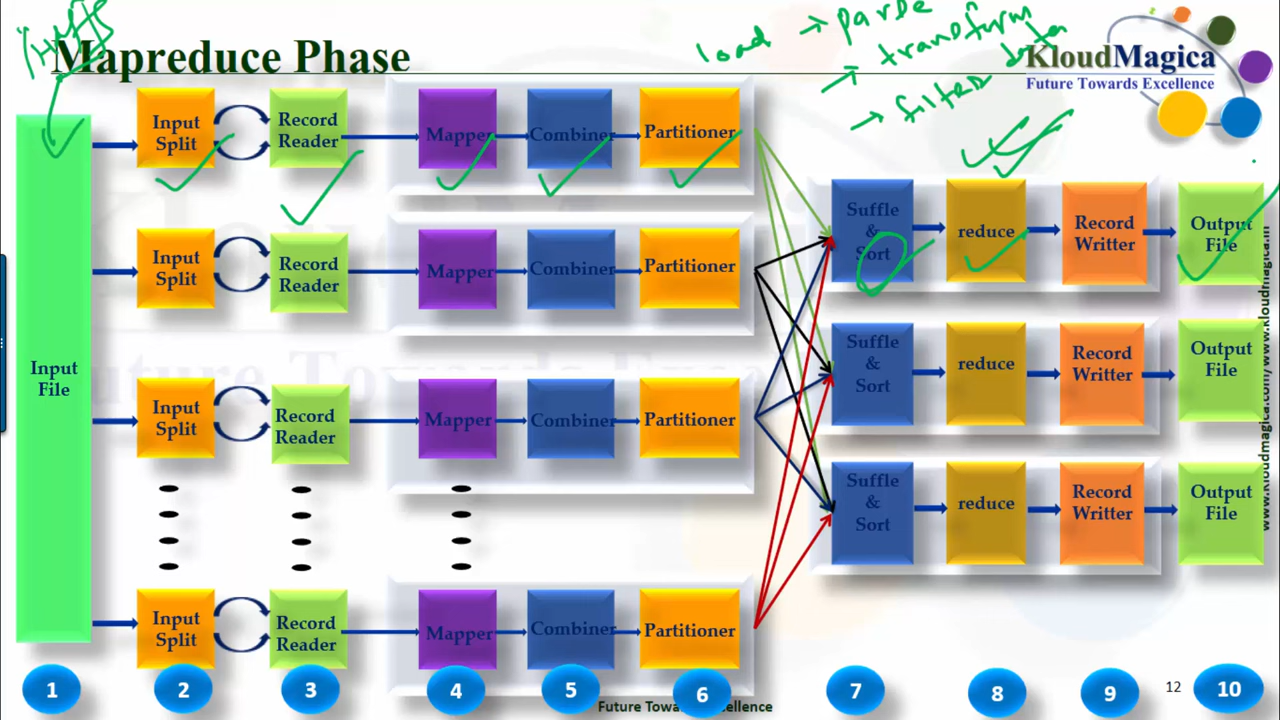 Mapreduce Phase
load → parse
→ transform
→ filter data
KloudMagica
Future Towards Excellence
Input
File
Input
Split
Record
Reader
Mapper
Combiner
Partitioner
Input
Split
Record
Reader
Mapper
Combiner
Partitioner
Input
Split
Record
Reader
Mapper
Combiner
Partitioner
Input
Split
Record
Reader
Mapper
Combiner
Partitioner
Suffle
&
Sort
reduce
Record
Writter
Output
File
Suffle
&
Sort
reduce
Record
Writter
Output
File
Suffle
&
Sort
reduce
Record
Writter
Output
File
www.kloudmagica.com/www.kloudmagica.in
1 2 3 4 5 6 7 8 9 12 10
Future